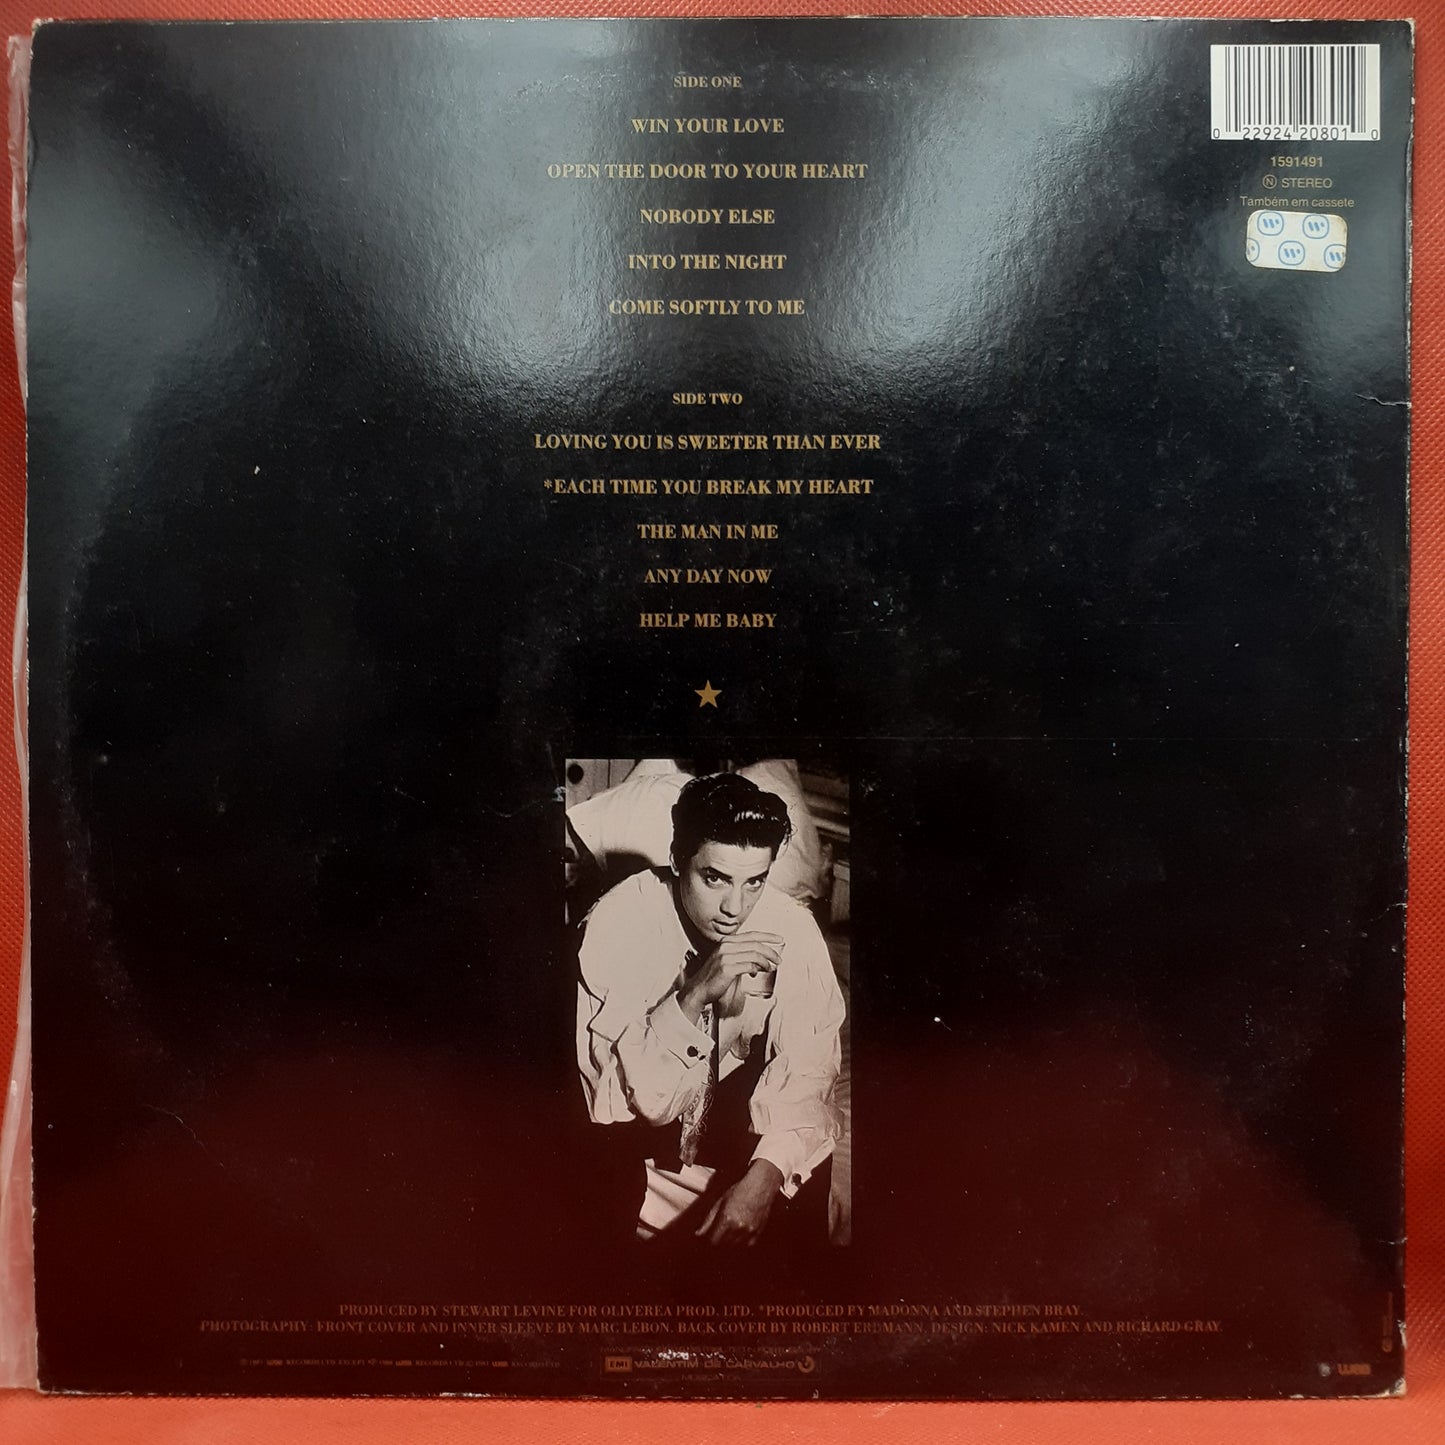 SIDE ONE
WIN YOUR LOVE
OPEN THE DOOR TO YOUR HEART
NOBODY ELSE
INTO THE NIGHT
COME SOFTLY TO ME
0 22924 20801 0
1591491
Ⓝ STEREO
Também em cassete
SIDE TWO
LOVING YOU IS SWEETER THAN EVER
*EACH TIME YOU BREAK MY HEART
THE MAN IN ME
ANY DAY NOW
HELP ME BABY
PRODUCED BY STEWART LEVINE FOR OLIVEREA PROD. LTD. *PRODUCED BY MADONNA AND STEPHEN BRAY.
PHOTOGRAPHY: FRONT COVER AND INNER SLEEVE BY MARC LEBON. BACK COVER BY ROBERT ERDMANN. DESIGN: NICK KAMEN AND RICHARD GRAY.
EMI VALENTIM DE CARVALHO
wea